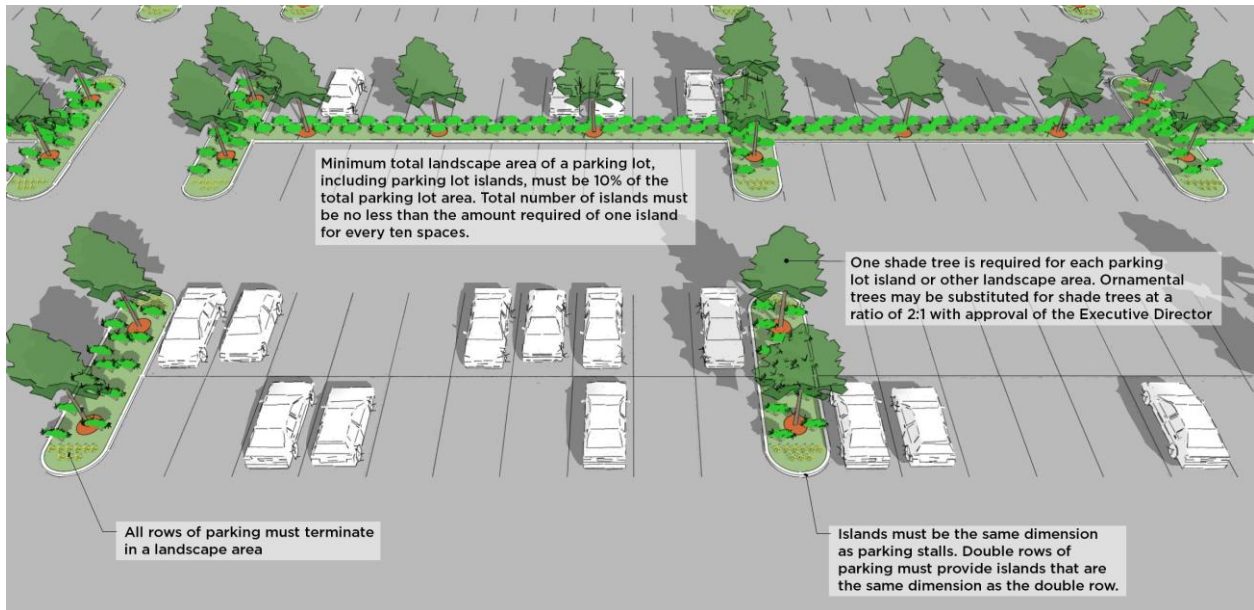 Minimum total landscape area of a parking lot,
including parking lot islands, must be 10% of the
total parking lot area. Total number of islands must
be no less than the amount required of one island
for every ten spaces.
One shade tree is required for each parking
lot island or other landscape area. Ornamental
trees may be substituted for shade trees at a
ratio of 2:1 with approval of the Executive Director
All rows of parking must terminate
in a landscape area
Islands must be the same dimension
as parking stalls. Double rows of
parking must provide islands that are
the same dimension as the double row.